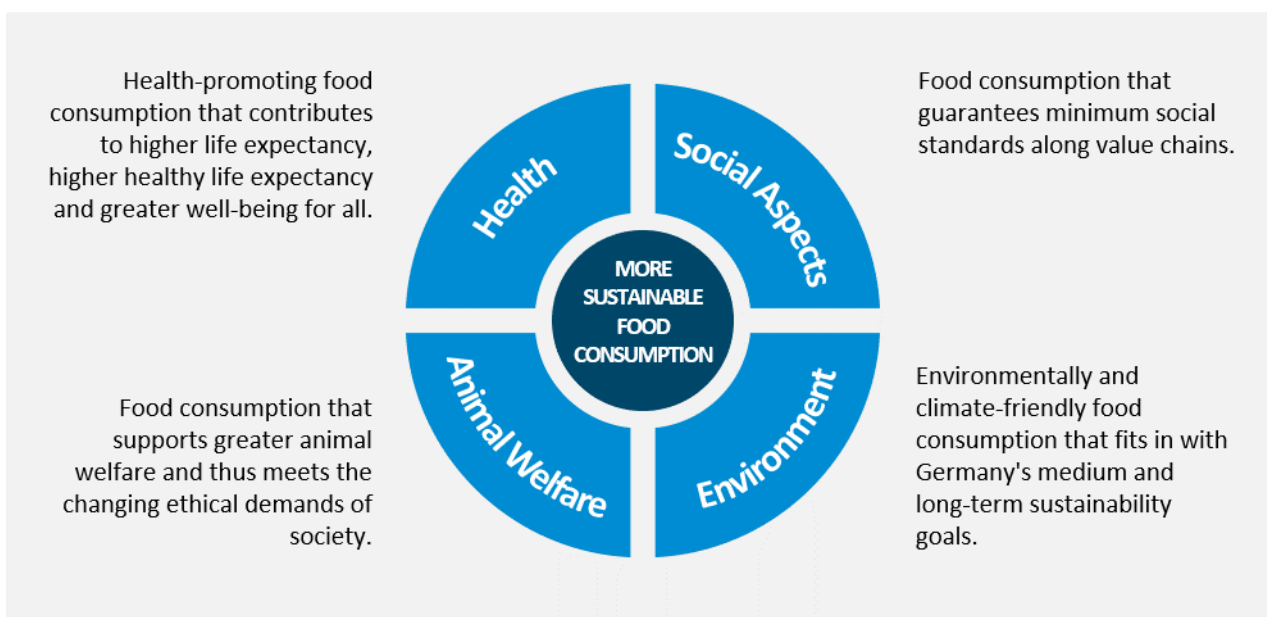 Health-promoting food
consumption that contributes
to higher life expectancy,
higher healthy life expectancy
and greater well-being for all.
Food consumption that
guarantees minimum social
standards along value chains.
Health
Social Aspects
MORE
SUSTAINABLE
FOOD
CONSUMPTION
Animal Welfare
Environment
Food consumption that
supports greater animal
welfare and thus meets the
changing ethical demands of
society.
Environmentally and
climate-friendly food
consumption that fits in with
Germany's medium and
long-term sustainability
goals.